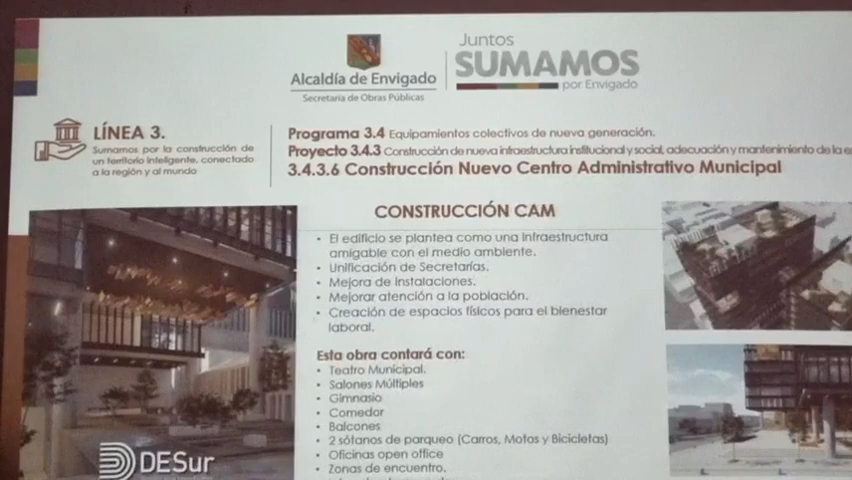 Alcaldía de Envigado
Secretaría de Obras Públicas
Juntos
SUMAMOS
por Envigado
LÍNEA 3.
Sumamos por la construcción de
un territorio inteligente, conectado
a la región y al mundo
Programa 3.4 Equipamientos colectivos de nueva generación.
Proyecto 3.4.3 Construcción de nueva infraestructura institucional y social, adecuación y mantenimiento de la
3.4.3.6 Construcción Nuevo Centro Administrativo Municipal
CONSTRUCCIÓN CAM
• El edificio se plantea como una infraestructura
amigable con el medio ambiente.
• Unificación de Secretarías.
• Mejora de Instalaciones.
• Mejorar atención a la población.
• Creación de espacios físicos para el bienestar
laboral.
Esta obra contará con:
• Teatro Municipal.
• Salones Múltiples
• Gimnasio
• Comedor
• Balcones
• 2 sótanos de parqueo (Carros, Motos y Bicicletas)
• Oficinas open office
• Zonas de encuentro.
DESur